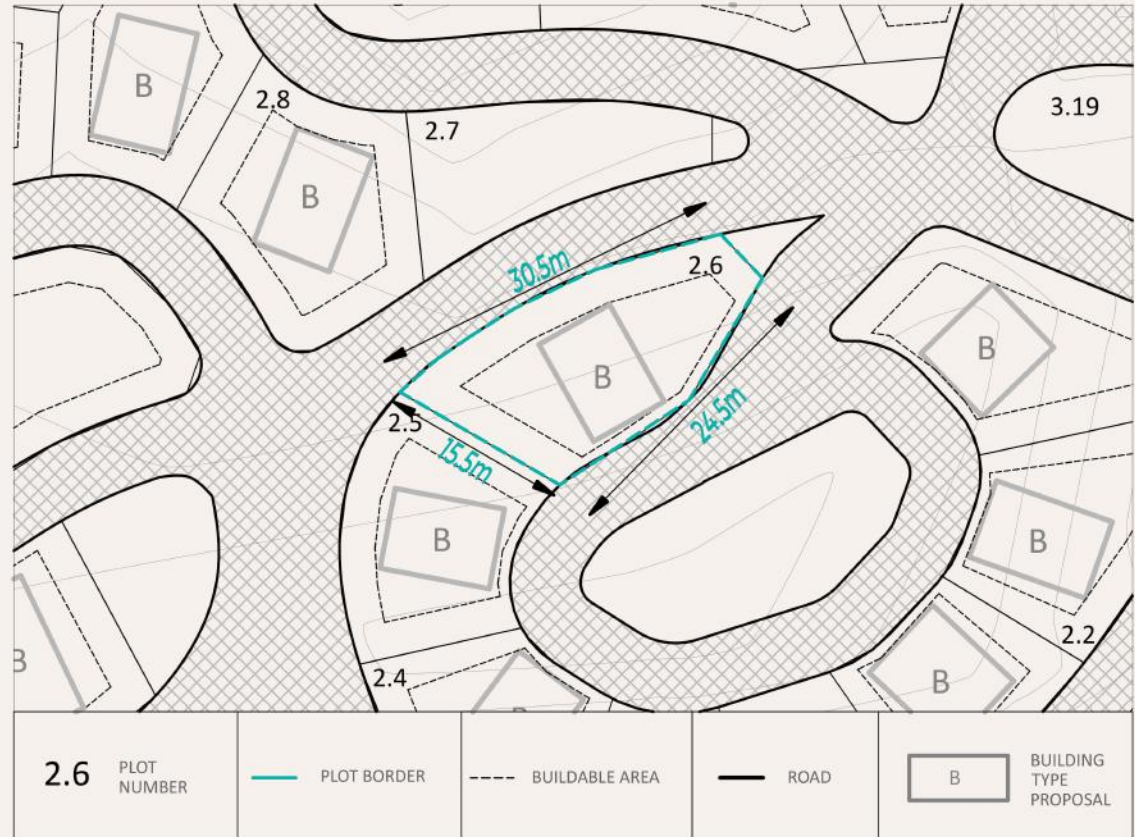 B
2.8
2.7
3.19
B
30.5m
2.6
B
B
24.5m
2.5
15.5m
B
B
2.2
B
2.4
B
B
2.6 PLOT NUMBER
PLOT BORDER
BUILDABLE AREA
ROAD
B
BUILDING
TYPE
PROPOSAL